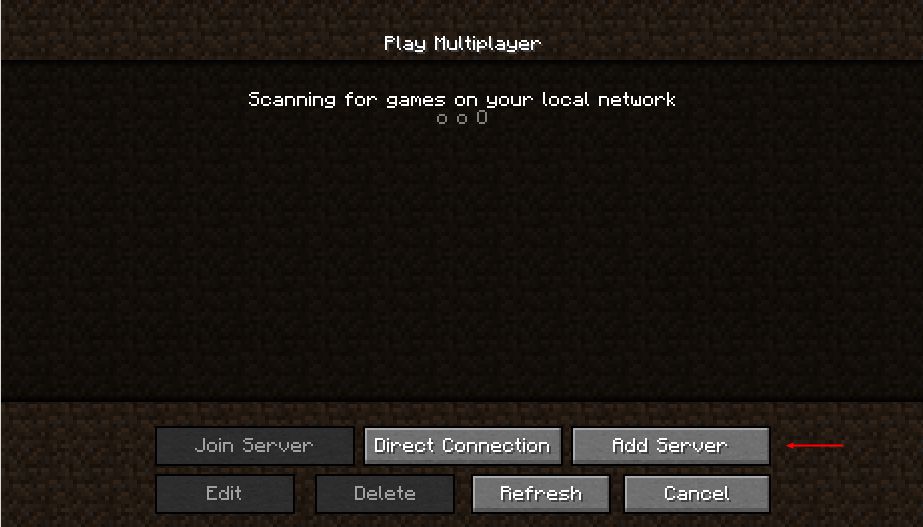 Play Multiplayer
Scanning for games on your local network
o o O
Join Server
Direct Connection
Add Server
Edit
Delete
Refresh
Cancel